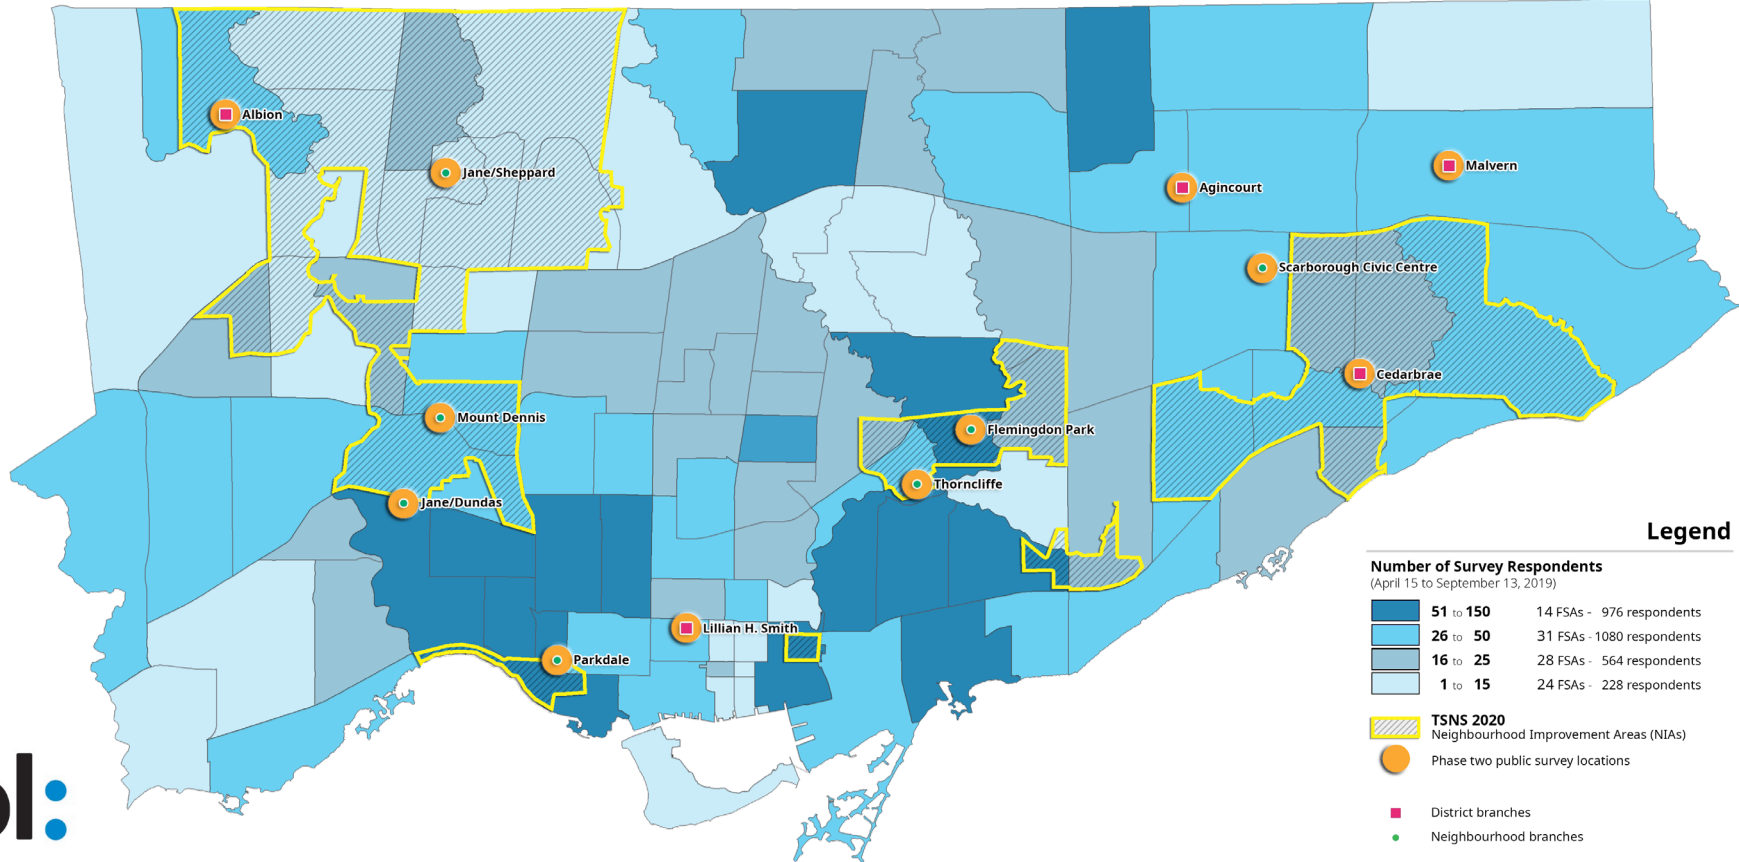 Albion
Jane/Sheppard
Malvern
Agincourt
Scarborough Civic Centre
Cedarbrae
Mount Dennis
Flemingdon Park
Thorncliffe
Jane/Dundas
Lillian H. Smith
Parkdale
Legend
Number of Survey Respondents
(April 15 to September 13, 2019)
51 to 150 14 FSAs - 976 respondents
26 to 50 31 FSAs - 1080 respondents
16 to 25 28 FSAs - 564 respondents
1 to 15 24 FSAs - 228 respondents
TSNS 2020
Neighbourhood Improvement Areas (NIAs)
Phase two public survey locations
District branches
Neighbourhood branches